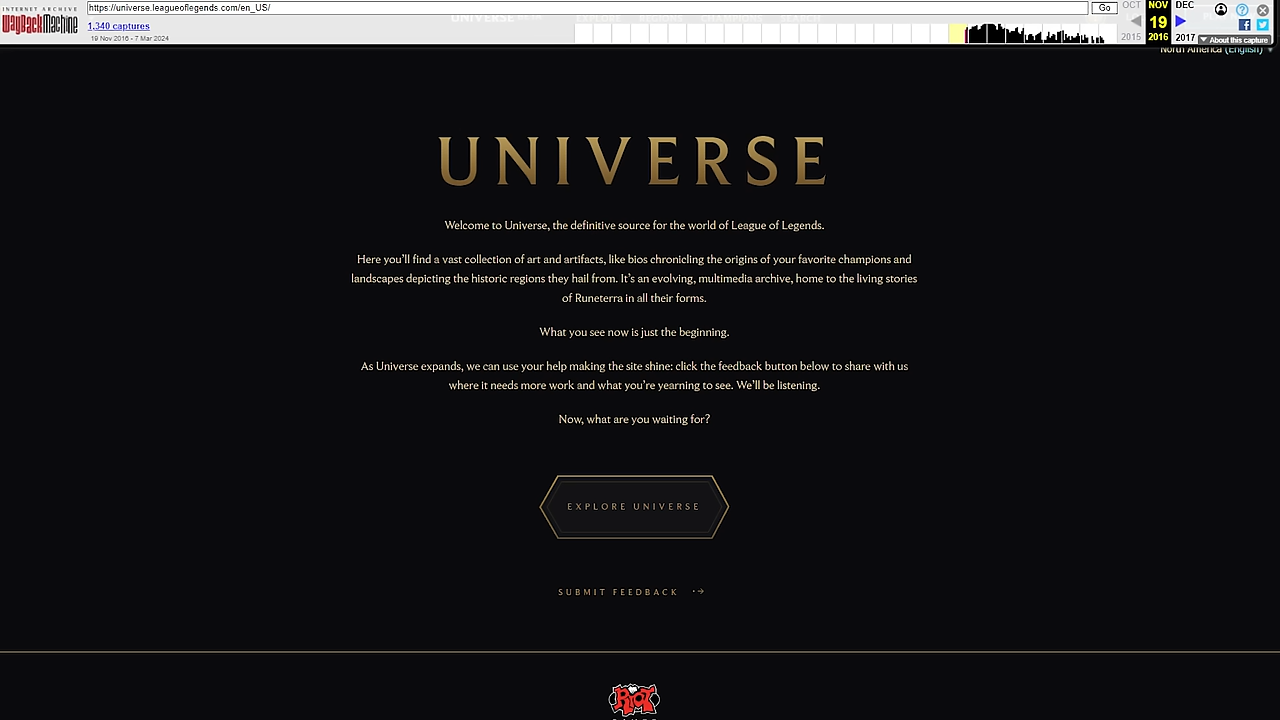 INTERNET ARCHIVE
WayBackMachine
https://universe.leagueoflegends.com/en_US/
Go
1,340 captures
19 Nov 2016 - 7 Mar 2024
OCT NOV DEC
19
2015 2016 2017
About this capture
UNIVERSE EXPLORE REGIONS CHAMPIONS SEARCH
North America (English)
UNIVERSE
Welcome to Universe, the definitive source for the world of League of Legends.
Here you'll find a vast collection of art and artifacts, like bios chronicling the origins of your favorite champions and
landscapes depicting the historic regions they hail from. It's an evolving, multimedia archive, home to the living stories
of Runeterra in all their forms.
What you see now is just the beginning.
As Universe expands, we can use your help making the site shine: click the feedback button below to share with us
where it needs more work and what you're yearning to see. We'll be listening.
Now, what are you waiting for?
EXPLORE UNIVERSE
SUBMIT FEEDBACK
RIOT